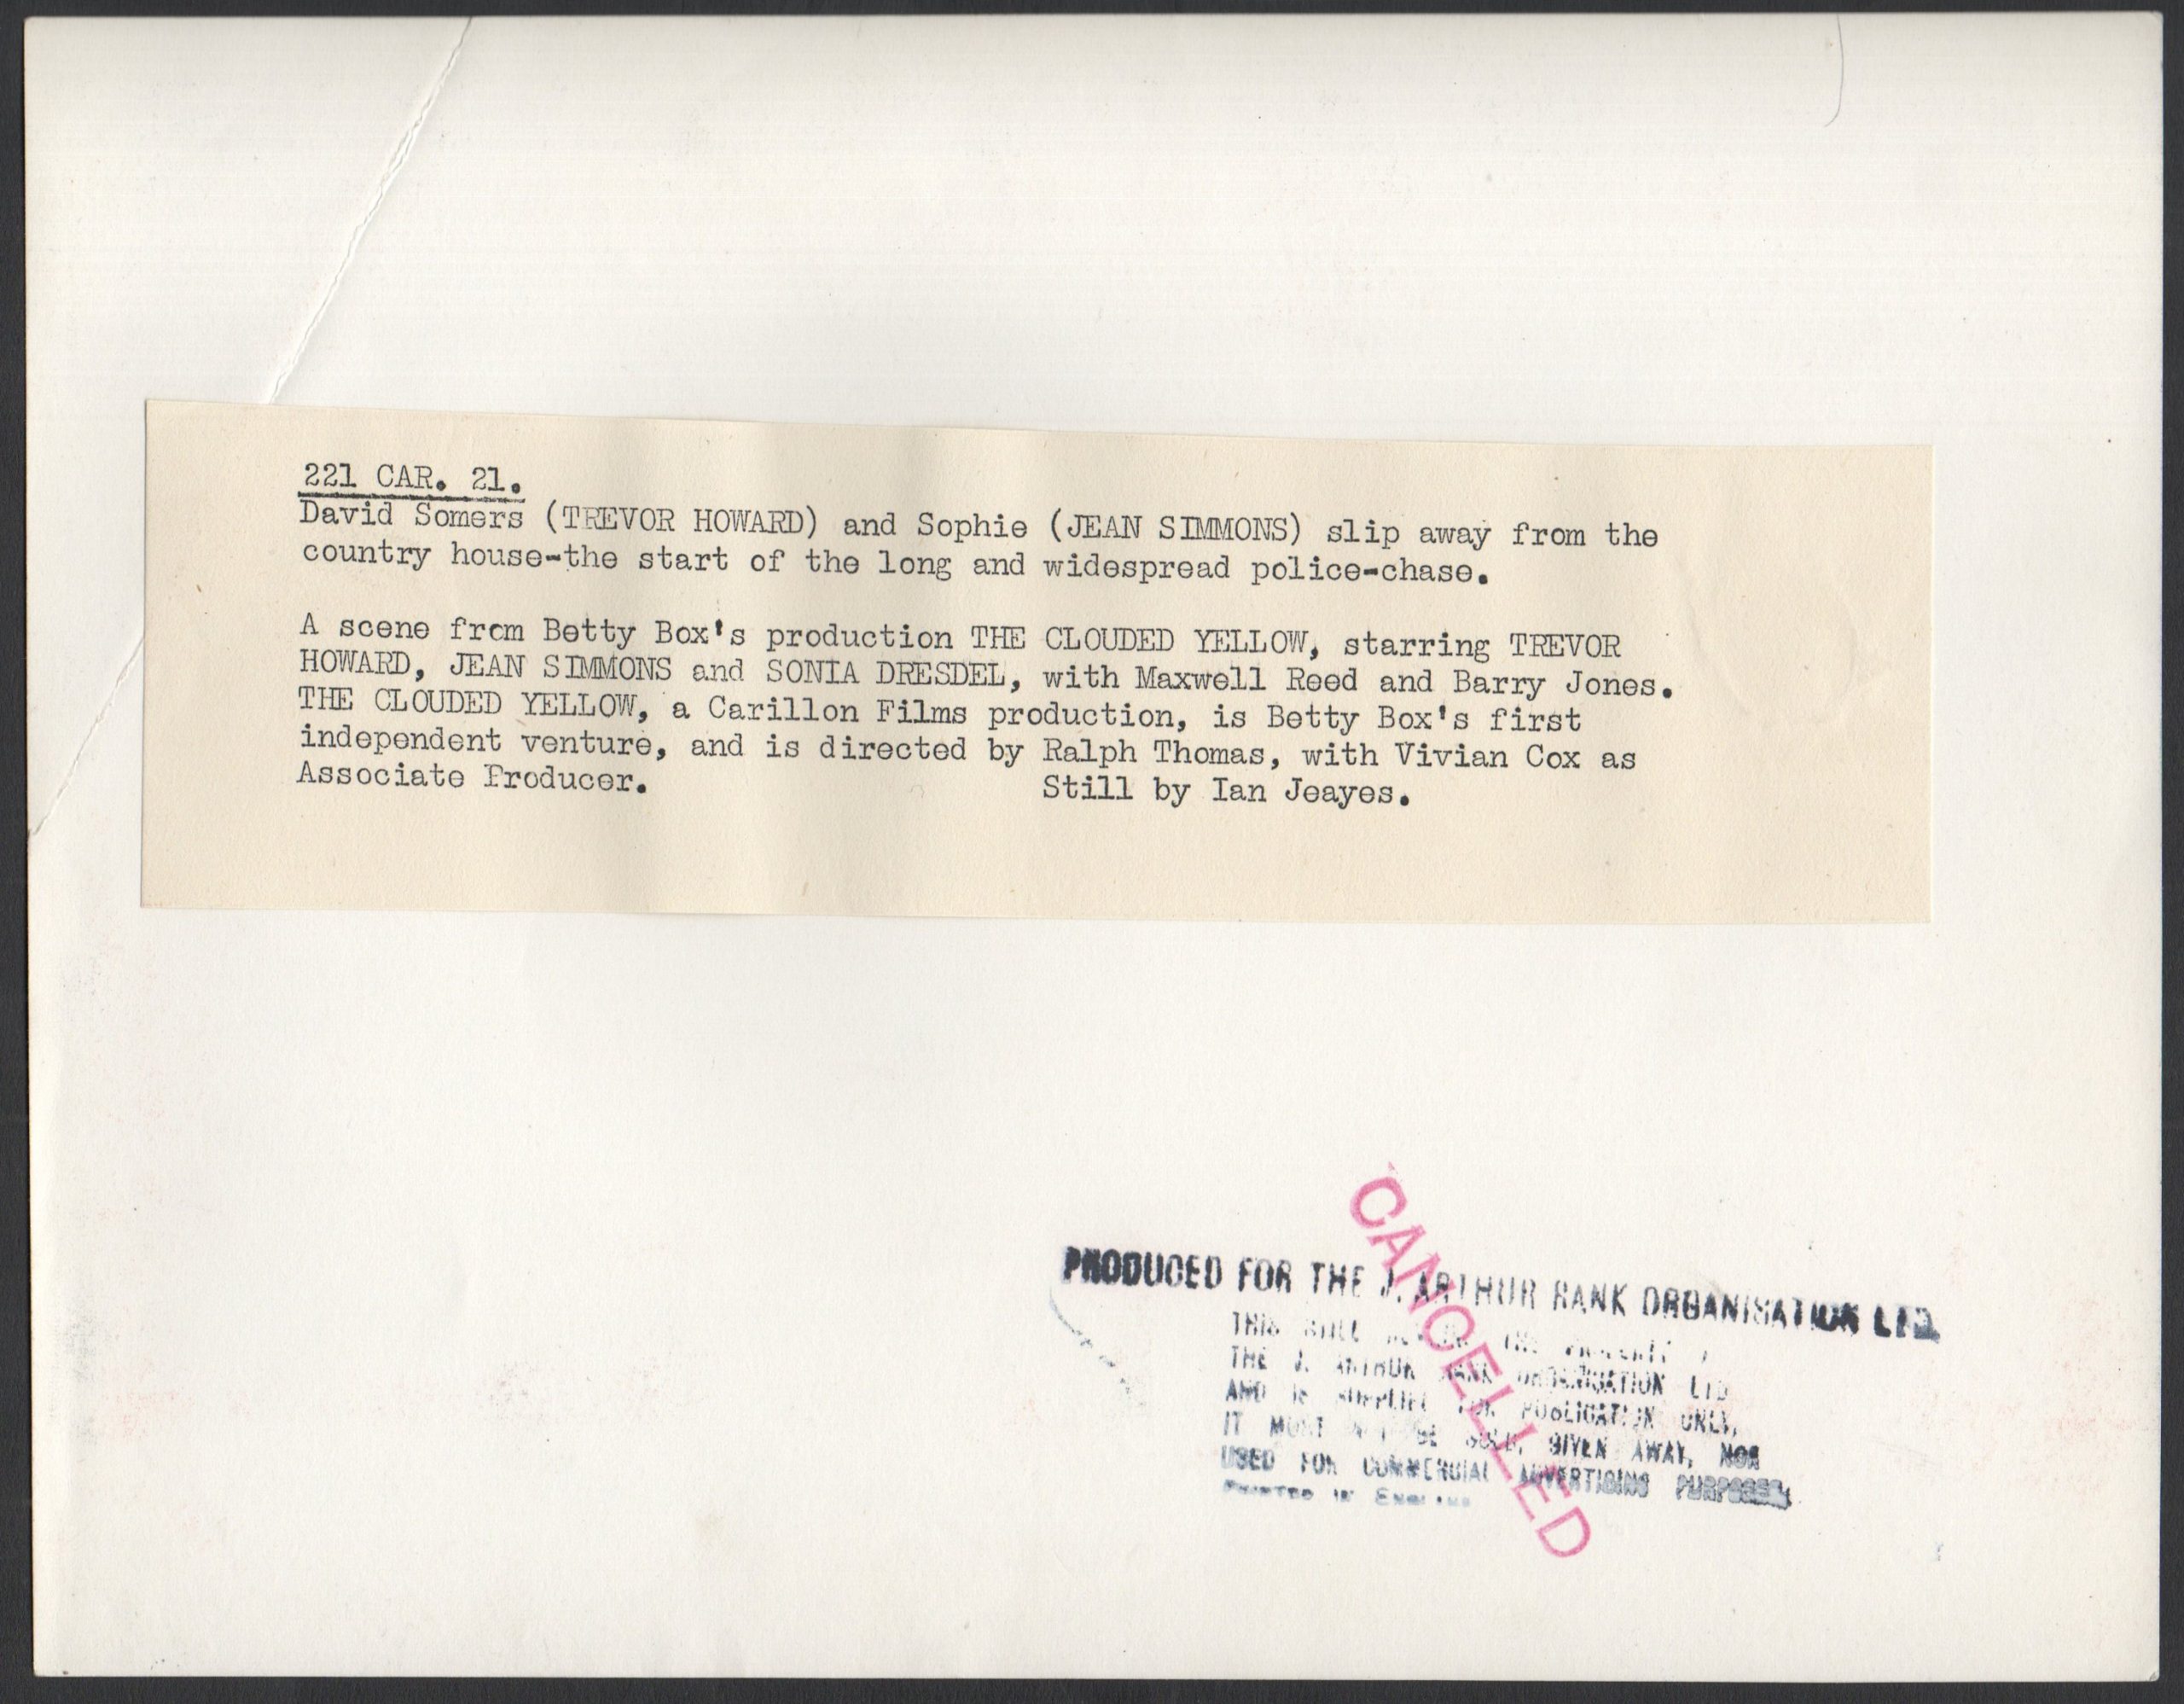 221 CAR. 21.
David Somers (TREVOR HOWARD) and Sophie (JEAN SIMMONS) slip away from the
country house-the start of the long and widespread police-chase.
A scene from Betty Box's production THE CLOUDED YELLOW, starring TREVOR
HOWARD, JEAN SIMMONS and SONIA DRESDEL, with Maxwell Reed and Barry Jones.
THE CLOUDED YELLOW, a Carillon Films production, is Betty Box's first
independent venture, and is directed by Ralph Thomas, with Vivian Cox as
Associate Producer. Still by Ian Jeayes.
CANCELLED
PRODUCED FOR THE J. ARTHUR RANK ORGANISATION LTD.
THIS STILL THE
THE J. ARTHUR RANK ORGANISATION LTD
AND IS SUPPLIED FOR PUBLICATION ONLY,
IT MUST NOT BE SOLD, GIVEN AWAY, NOR
USED FOR COMMERCIAL ADVERTISING PURPOSES.
PRINTED IN ENGLAND